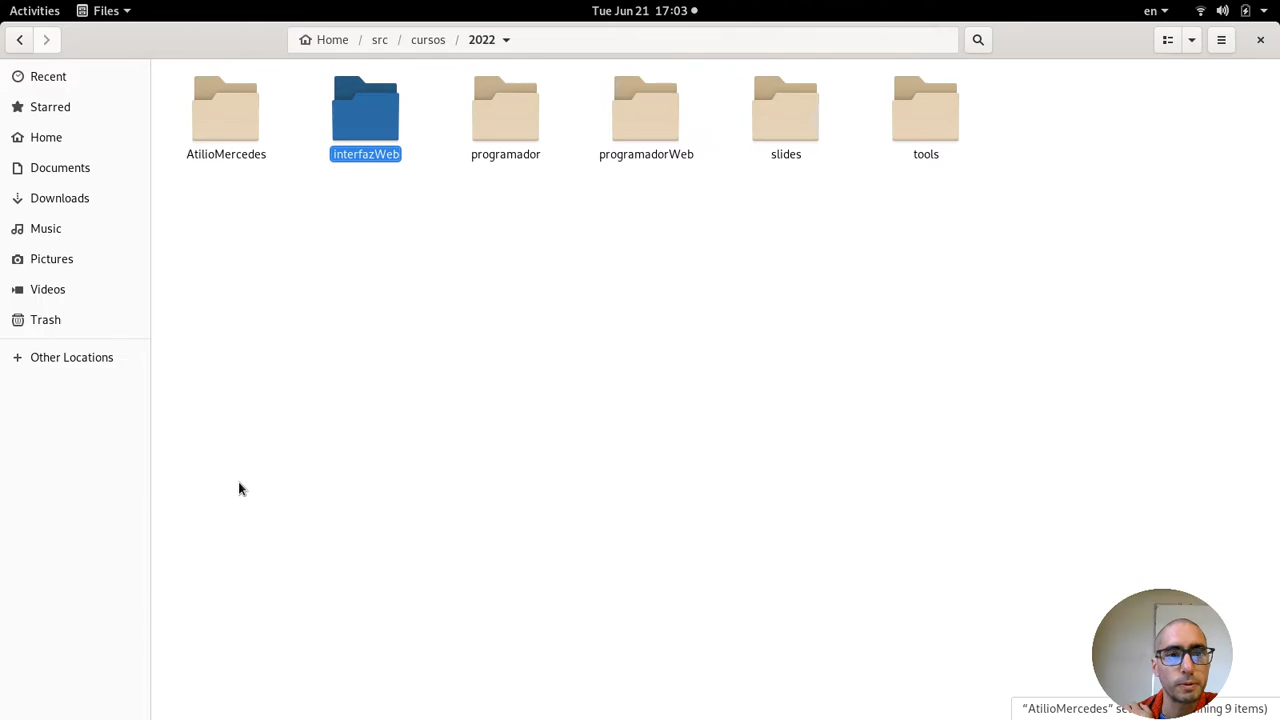 Activities Files Tue Jun 21 17:03 en
Home / src / cursos / 2022
Recent
Starred
Home
Documents
Downloads
Music
Pictures
Videos
Trash
Other Locations
AtilioMercedes interfazWeb programador programadorWeb slides tools
“AtilioMercedes” 9 items)